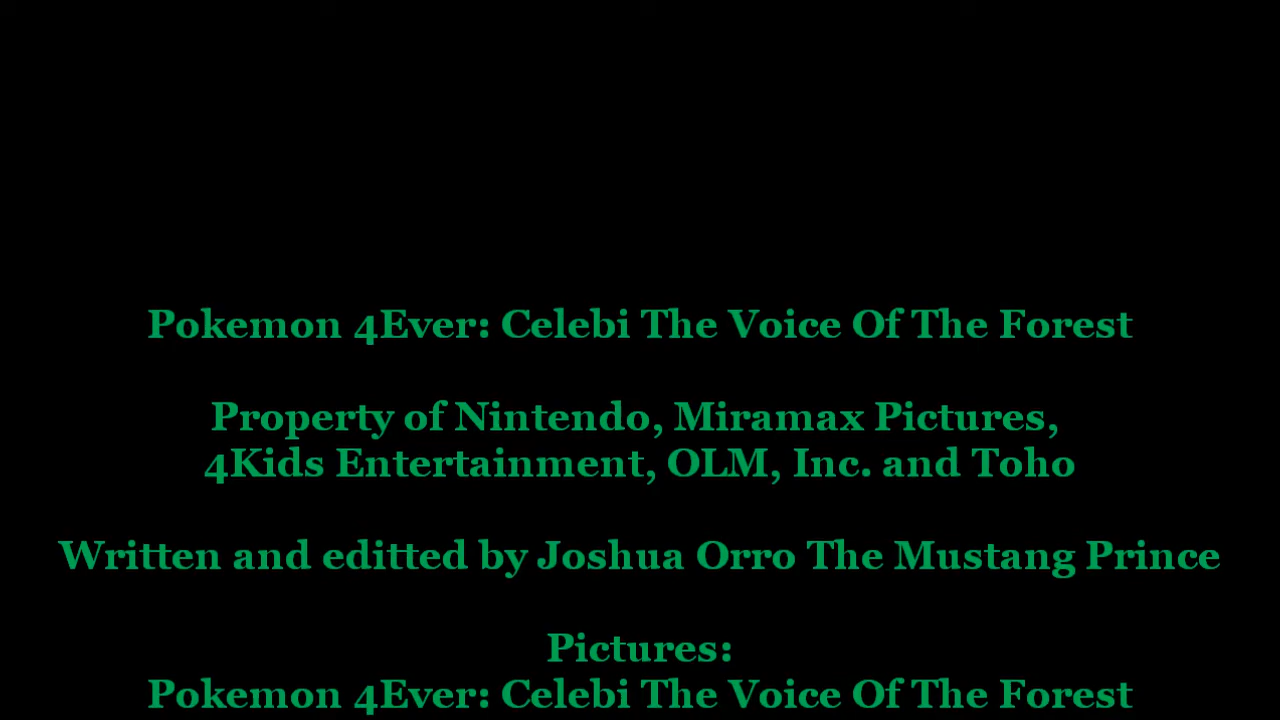 Pokemon 4Ever: Celebi The Voice Of The Forest
Property of Nintendo, Miramax Pictures,
4Kids Entertainment, OLM, Inc. and Toho
Written and editted by Joshua Orro The Mustang Prince
Pictures:
Pokemon 4Ever: Celebi The Voice Of The Forest